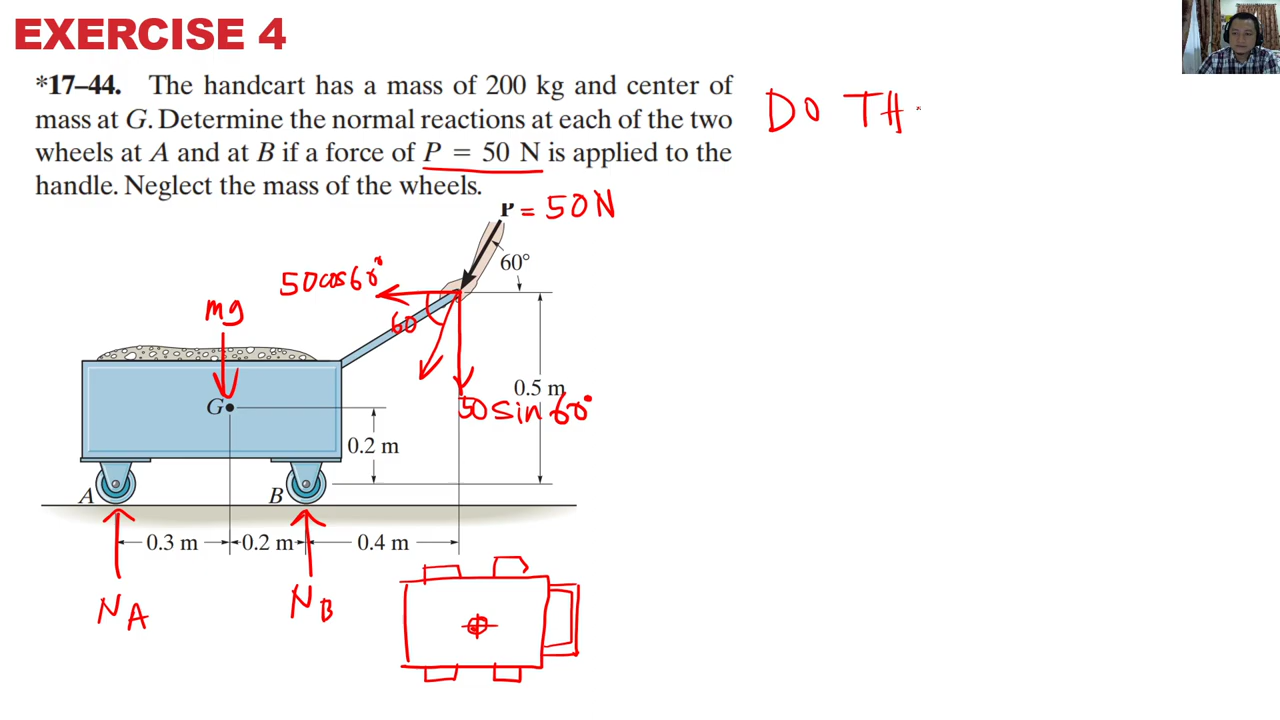 EXERCISE 4
*17–44. The handcart has a mass of 200 kg and center of
mass at G. Determine the normal reactions at each of the two
wheels at A and at B if a force of P = 50 N is applied to the
handle. Neglect the mass of the wheels.
DO TH
P = 50N
60°
50cos60°
mg
60
0.5 m
50sin60°
G
0.2 m
A
B
0.3 m
0.2 m
0.4 m
NA
NB